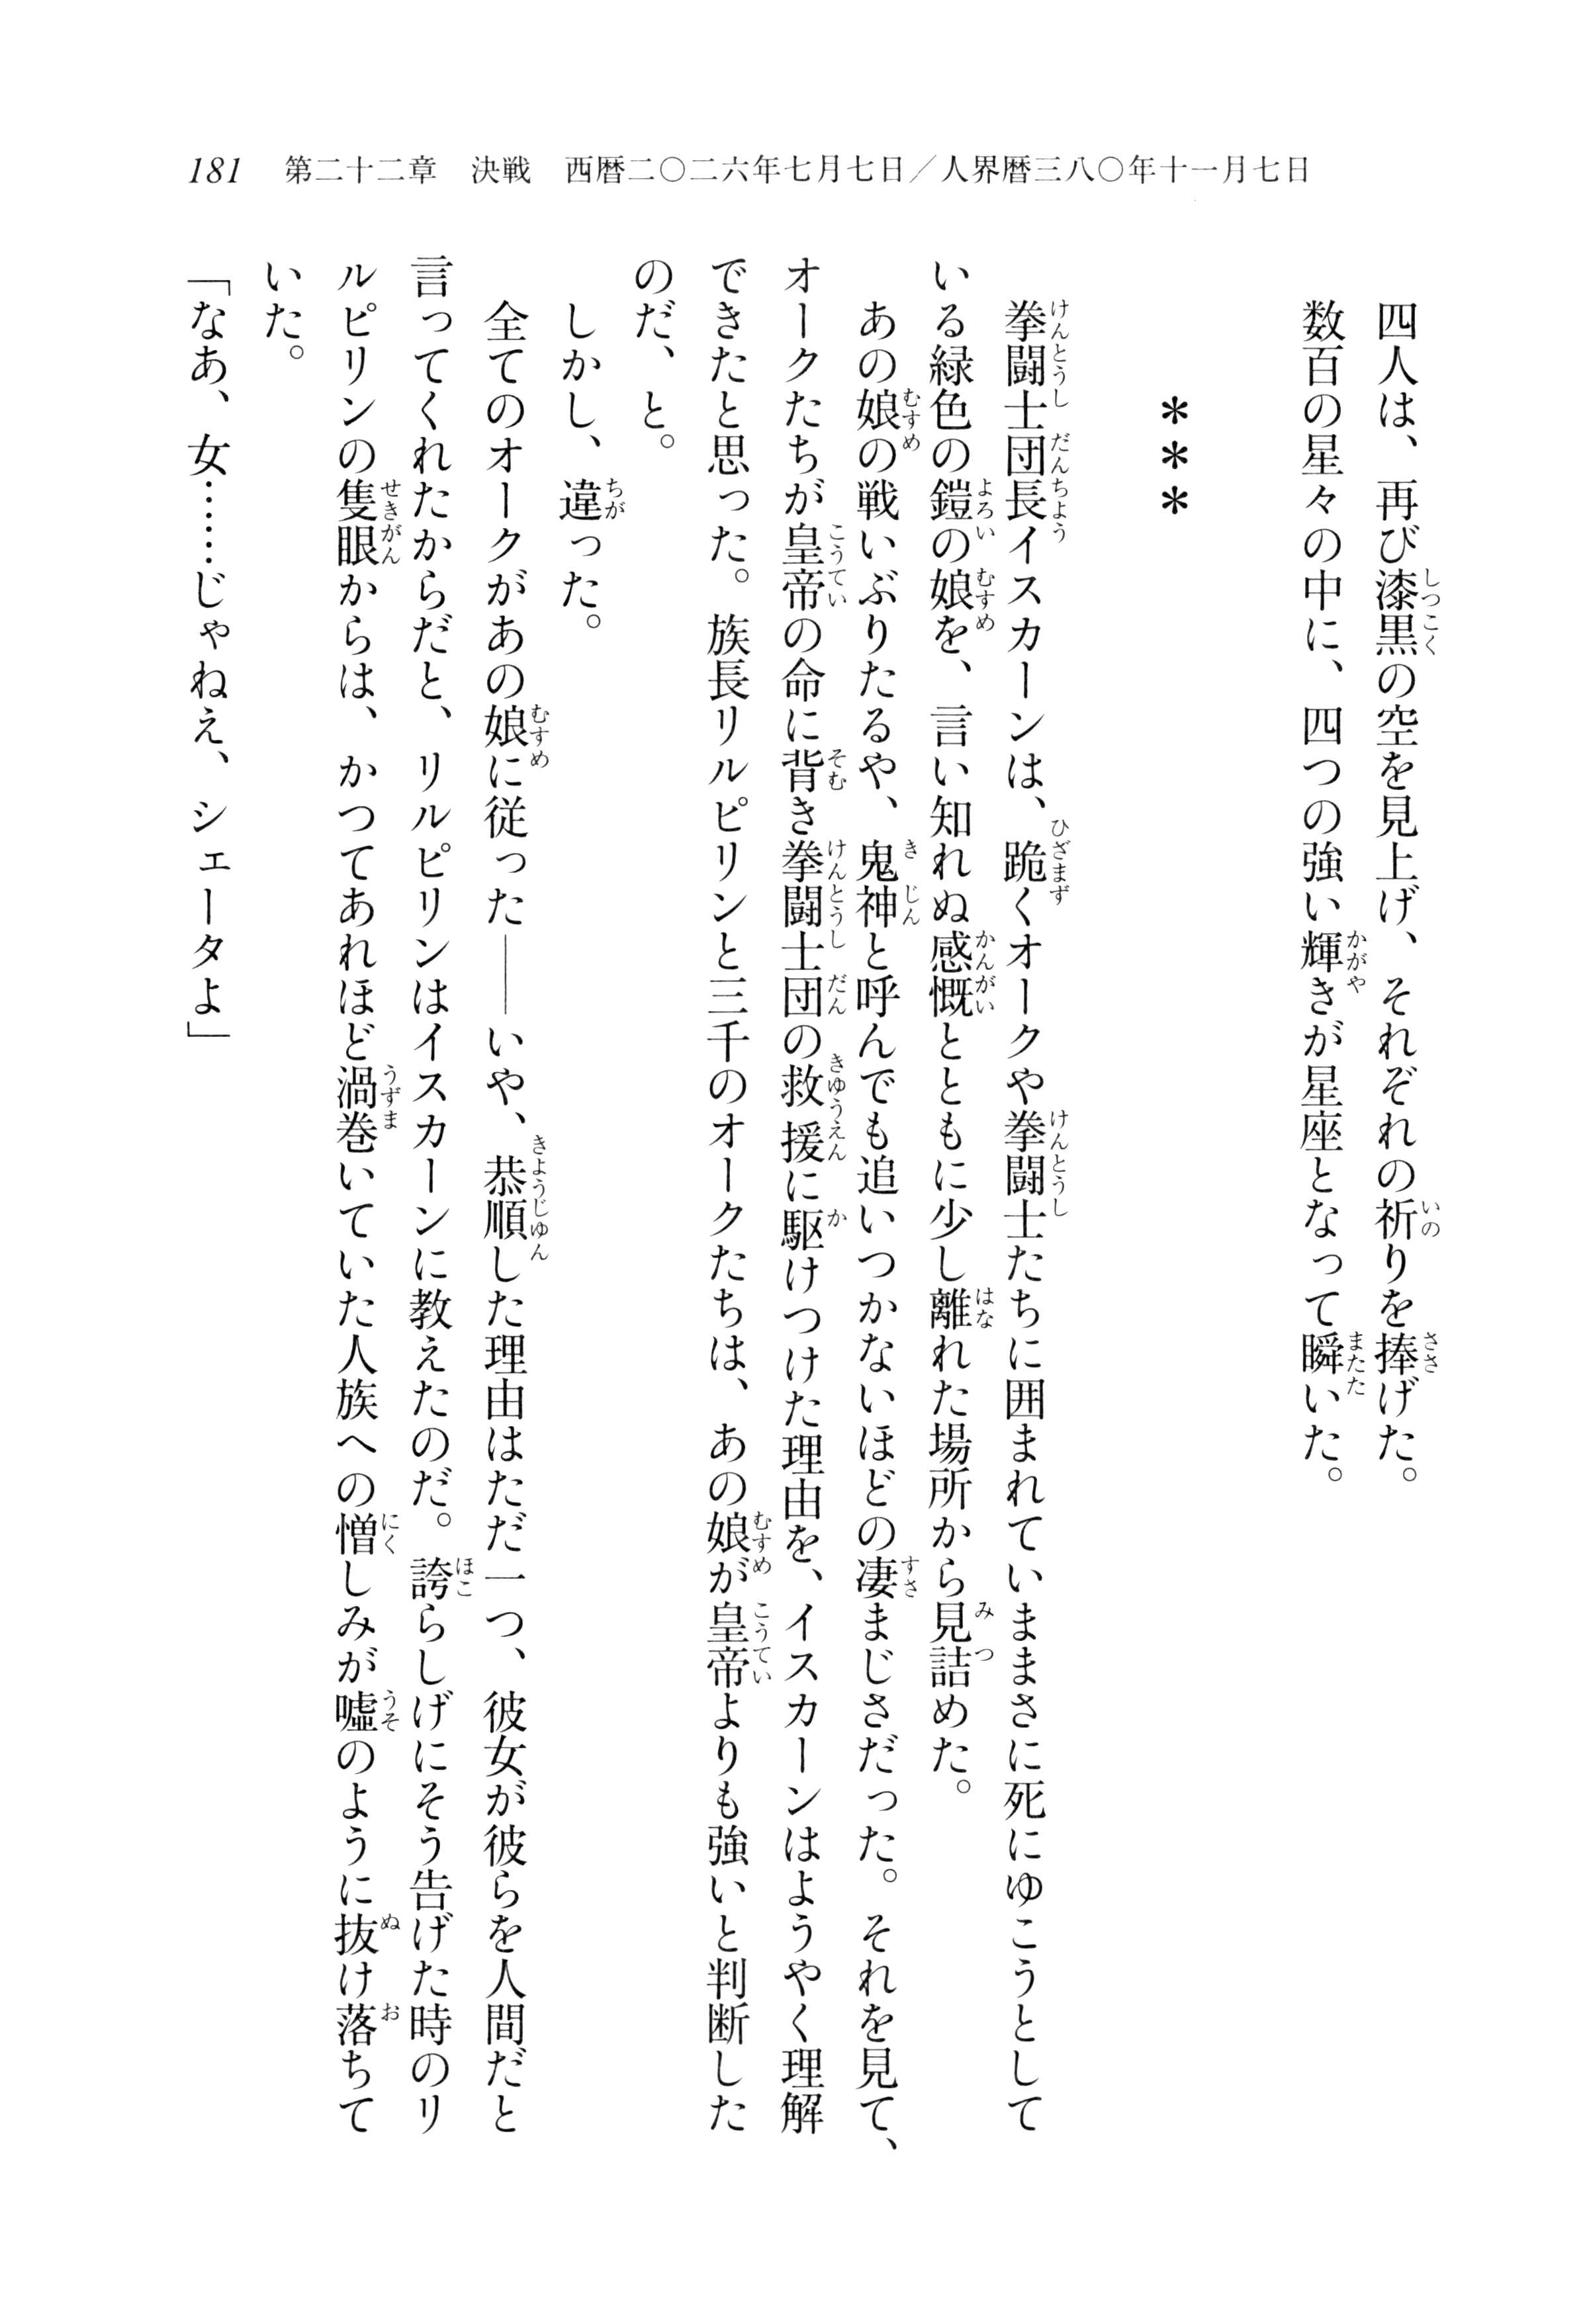 181　第二十二章　決戦　西暦二〇二六年七月七日／人界暦三八〇年十一月七日
四人は、再び漆黒の空を見上げ、それぞれの祈りを捧げた。
数百の星々の中に、四つの強い輝きが星座となって瞬いた。
＊＊＊
拳闘士団長イスカーンは、跪くオークや拳闘士たちに囲まれていままさに死にゆこうとして
いる緑色の鎧の娘を、言い知れぬ感慨とともに少し離れた場所から見詰めた。
あの娘の戦いぶりたるや、鬼神と呼んでも追いつかないほどの凄まじさだった。それを見て、
オークたちが皇帝の命に背き拳闘士団の救援に駆けつけた理由を、イスカーンはようやく理解
できたと思った。族長リルピリンと三千のオークたちは、あの娘が皇帝よりも強いと判断した
のだ、と。
しかし、違った。
全てのオークがあの娘に従った――いや、恭順した理由はただ一つ、彼女が彼らを人間だと
言ってくれたからだと、リルピリンはイスカーンに教えたのだ。誇らしげにそう告げた時のリ
ルピリンの隻眼からは、かつてあれほど渦巻いていた人族への憎しみが嘘のように抜け落ちて
いた。
「なあ、女……じゃねえ、シェータよ」